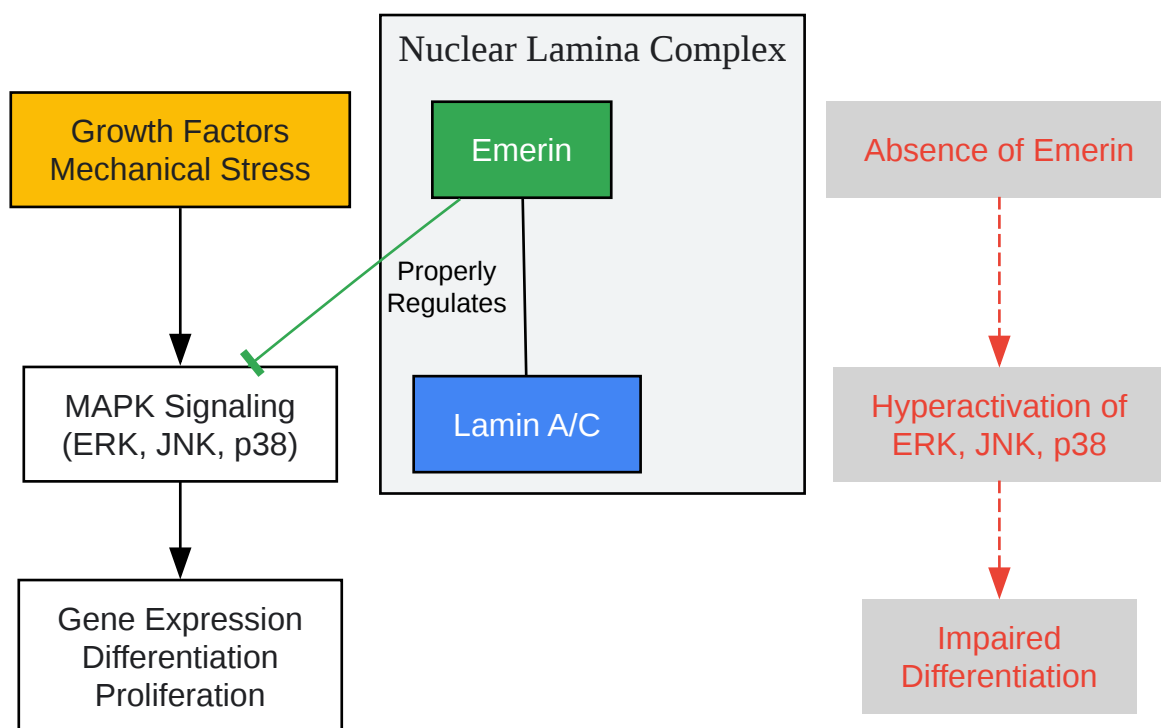 Nuclear Lamina Complex
Growth Factors
Mechanical Stress
Emerin
Absence of Emerin
Properly
Regulates
MAPK Signaling
(ERK, JNK, p38)
Lamin A/C
Hyperactivation of
ERK, JNK, p38
Gene Expression
Differentiation
Proliferation
Impaired
Differentiation